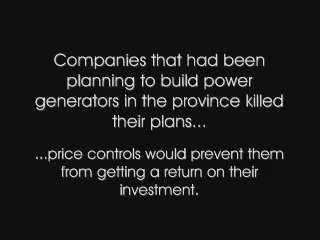 Companies that had been
planning to build power
generators in the province killed
their plans...
...price controls would prevent them
from getting a return on their
investment.